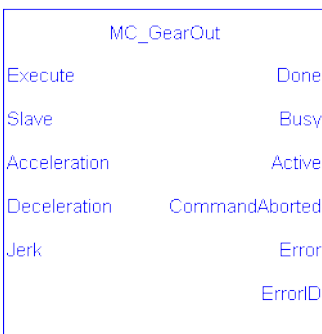 MC_GearOut
Execute Done
Slave Busy
Acceleration Active
Deceleration CommandAborted
Jerk Error
ErrorID